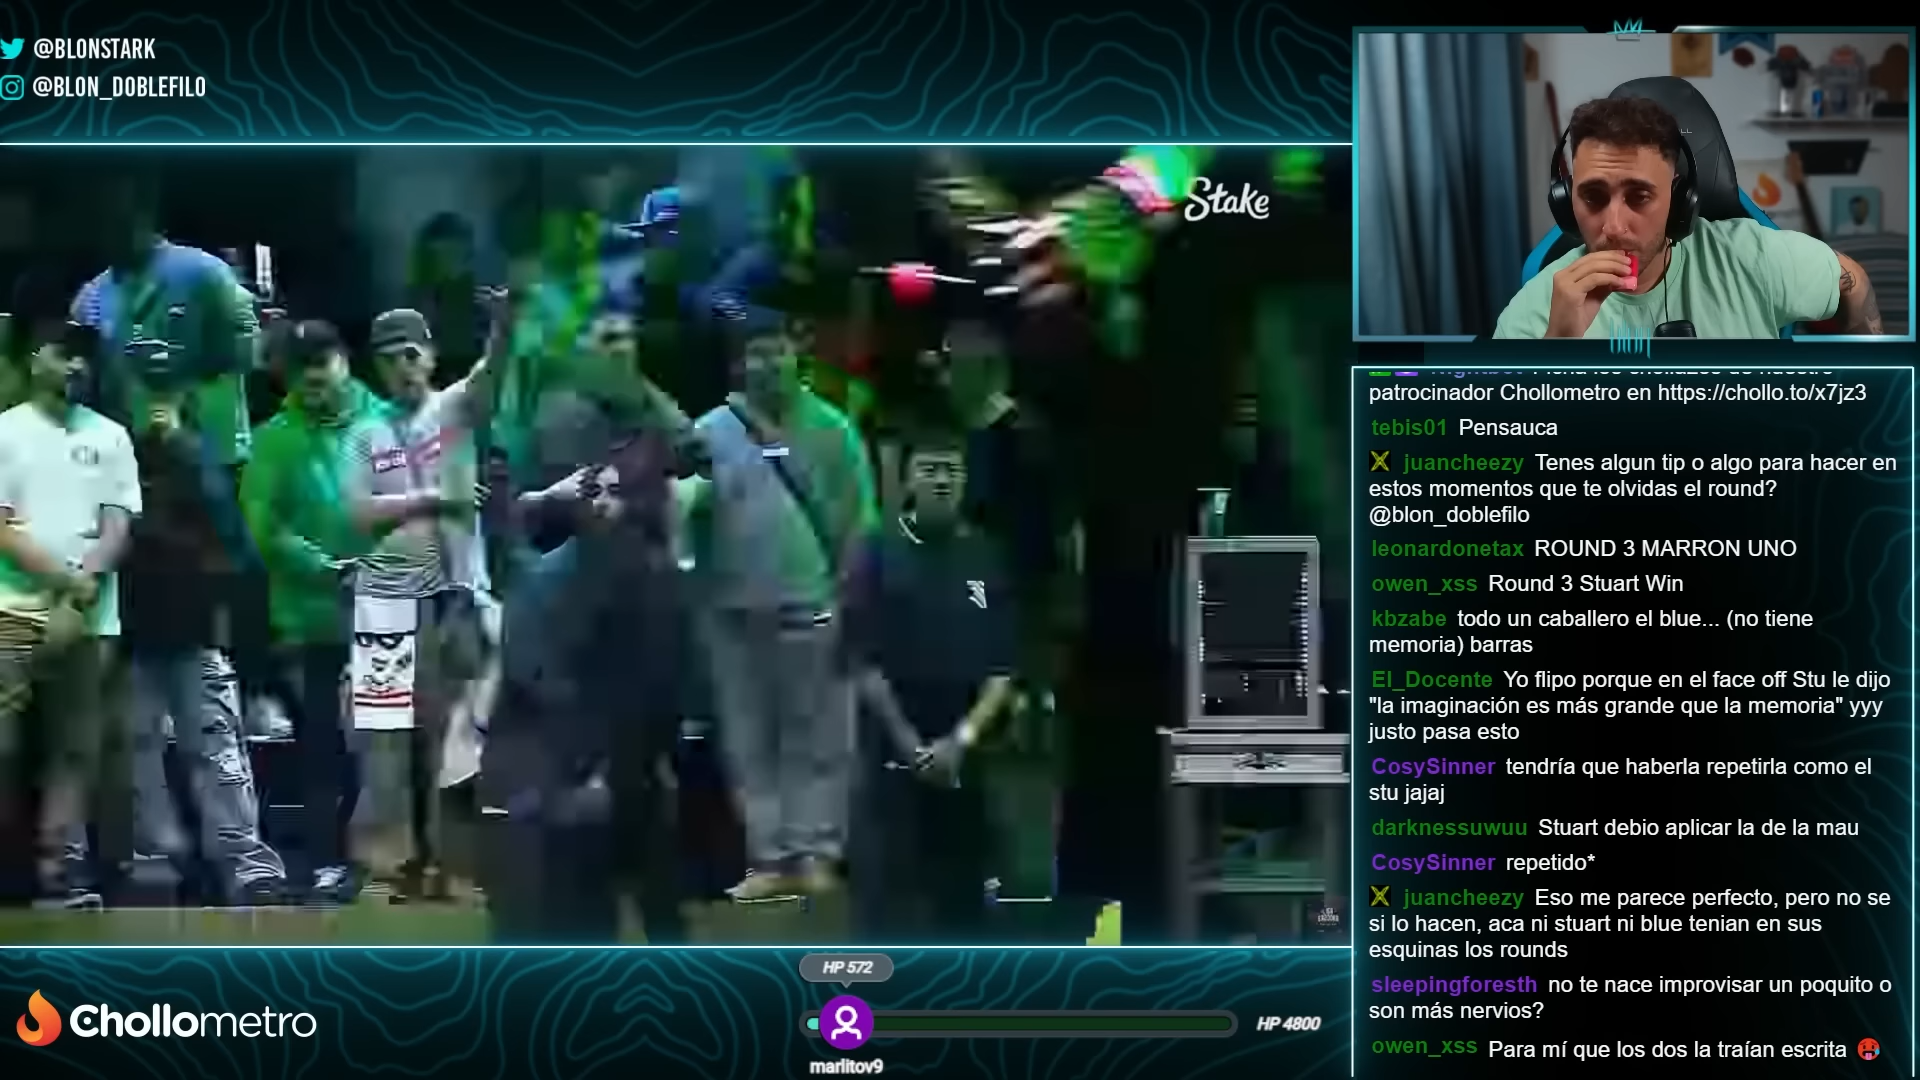 @BLONSTARK
@BLON_DOBLEFILO
Stake
patrocinador Chollometro en https://chollo.to/x7jz3
tebis01 Pensauca
juancheezy Tenes algun tip o algo para hacer en
estos momentos que te olvidas el round?
@blon_doblefilo
leonardonetax ROUND 3 MARRON UNO
owen_xss Round 3 Stuart Win
kbzabe todo un caballero el blue... (no tiene
memoria) barras
El_Docente Yo flipo porque en el face off Stu le dijo
"la imaginación es más grande que la memoria" yyy
justo pasa esto
CosySinner tendría que haberla repetirla como el
stu jajaj
darknessuwuu Stuart debio aplicar la de la mau
CosySinner repetido*
juancheezy Eso me parece perfecto, pero no se
si lo hacen, aca ni stuart ni blue tenian en sus
esquinas los rounds
sleepingforesth no te nace improvisar un poquito o
son más nervios?
owen_xss Para mí que los dos la traían escrita
Chollometro
HP 572
HP 4800
marlitov9